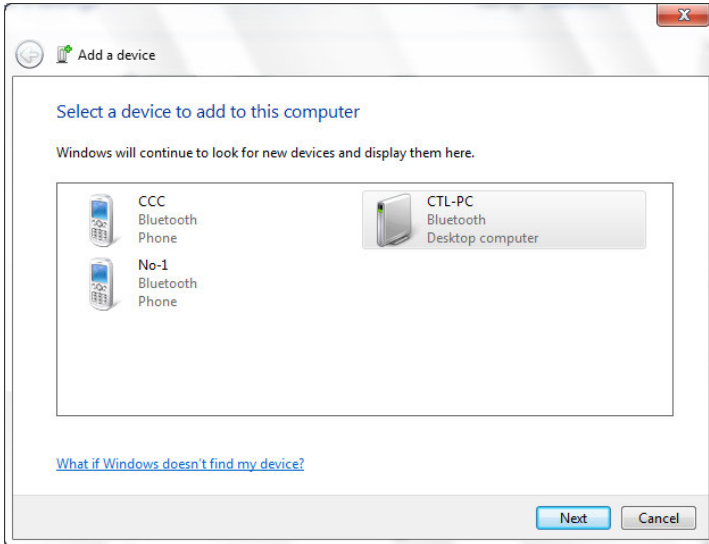 Add a device
Select a device to add to this computer
Windows will continue to look for new devices and display them here.
CCC
Bluetooth
Phone
CTL-PC
Bluetooth
Desktop computer
No-1
Bluetooth
Phone
What if Windows doesn't find my device?
Next
Cancel